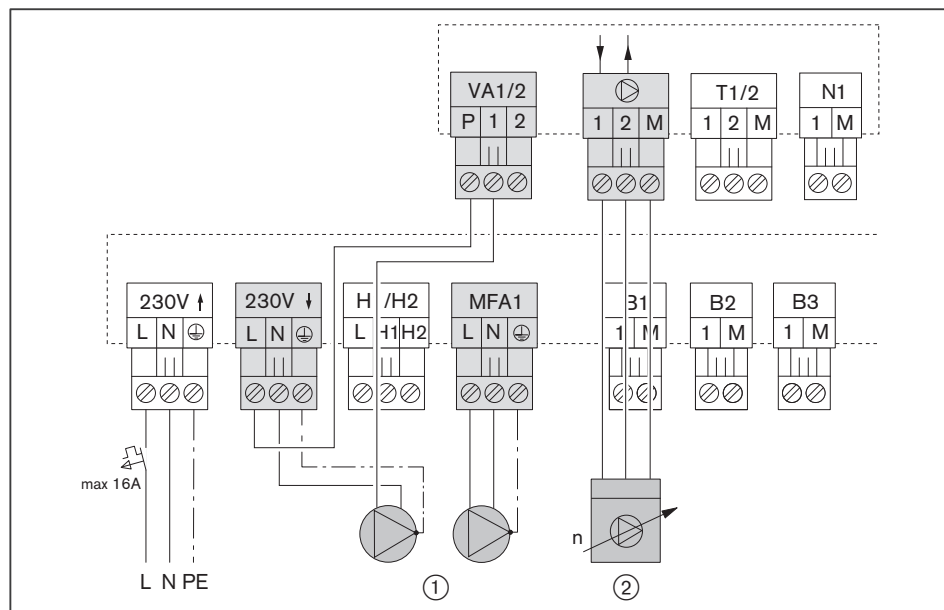 VA1/2
P 1 2
1 2 M
T1/2
1 2 M
N1
1 M
230V
L N
230V
L N
H /H2
L H1 H2
MFA1
L N
B1
1 M
B2
1 M
B3
1 M
max 16A
n
L N PE
1
2